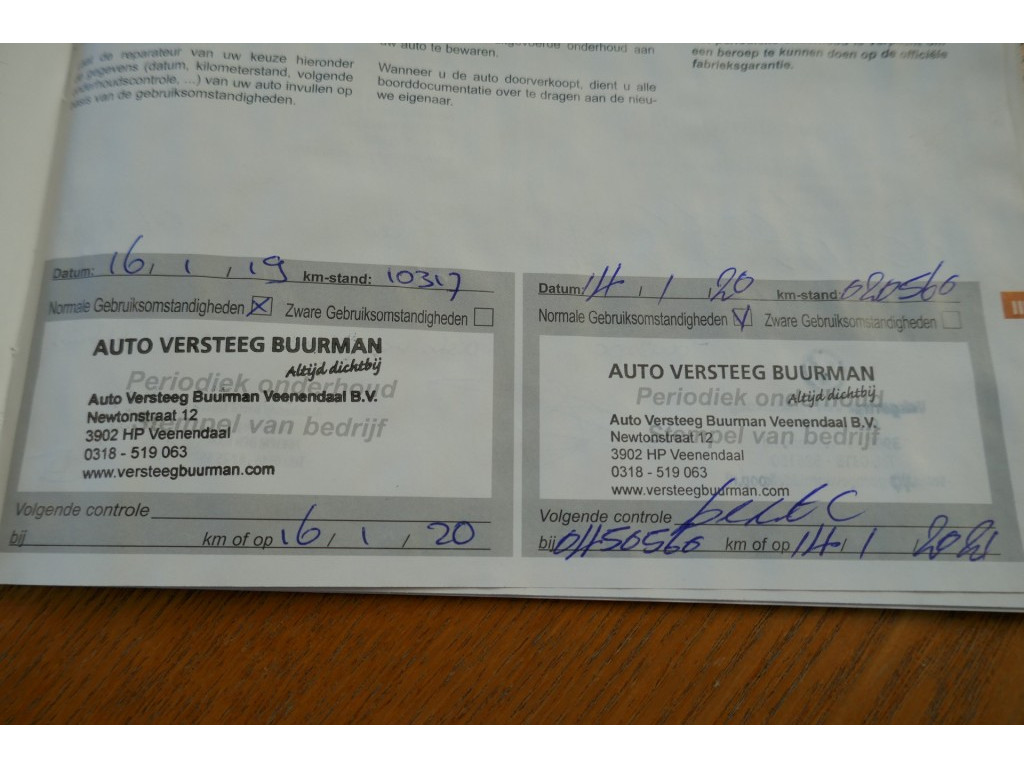 de reparateur van uw keuze hieronder
gegevens (datum, kilometerstand, volgende
onderhoudscontrole, ...) van uw auto invullen op
basis van de gebruiksomstandigheden.
uw auto te bewaren. onderhoud aan
Wanneer u de auto doorverkoopt, dient u alle
boorddocumentatie over te dragen aan de nieu-
we eigenaar.
een beroep te kunnen doen op de officiële
fabrieksgarantie.
Datum: 16, 1, 19 km-stand: 10317
Normale Gebruiksomstandigheden Zware Gebruiksomstandigheden
AUTO VERSTEEG BUURMAN
Altijd dichtbij
Periodiek onderhoud
Auto Versteeg Buurman Veenendaal B.V.
Newtonstraat 12
Stempel van bedrijf
3902 HP Veenendaal
0318 - 519 063
www.versteegbuurman.com
Volgende controle
bij km of op 16, 1, 20
Datum: 14, 1, 20 km-stand: 020560
Normale Gebruiksomstandigheden Zware Gebruiksomstandigheden
AUTO VERSTEEG BUURMAN
Altijd dichtbij
Periodiek onderhoud
Auto Versteeg Buurman Veenendaal B.V.
Newtonstraat 12
Stempel van bedrijf
3902 HP Veenendaal
0318 - 519 063
www.versteegbuurman.com
Volgende controle
bij km of op 14, 1, 2021